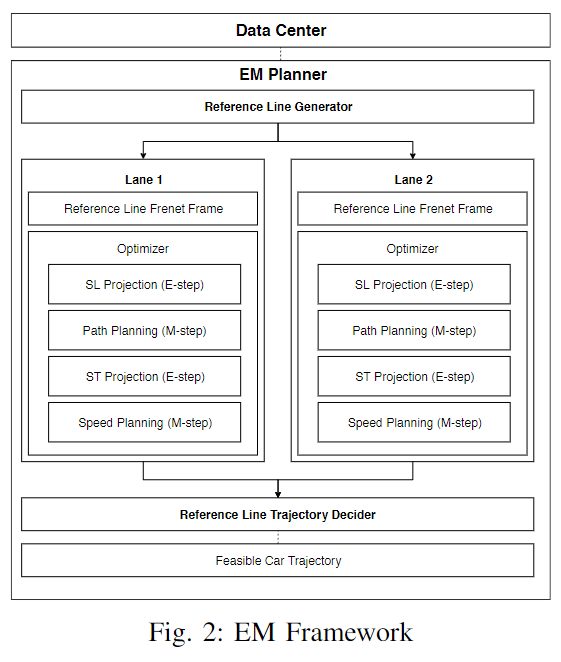 Data Center
EM Planner
Reference Line Generator
Lane 1
Reference Line Frenet Frame
Optimizer
SL Projection (E-step)
Path Planning (M-step)
ST Projection (E-step)
Speed Planning (M-step)
Lane 2
Reference Line Frenet Frame
Optimizer
SL Projection (E-step)
Path Planning (M-step)
ST Projection (E-step)
Speed Planning (M-step)
Reference Line Trajectory Decider
Feasible Car Trajectory
Fig. 2: EM Framework